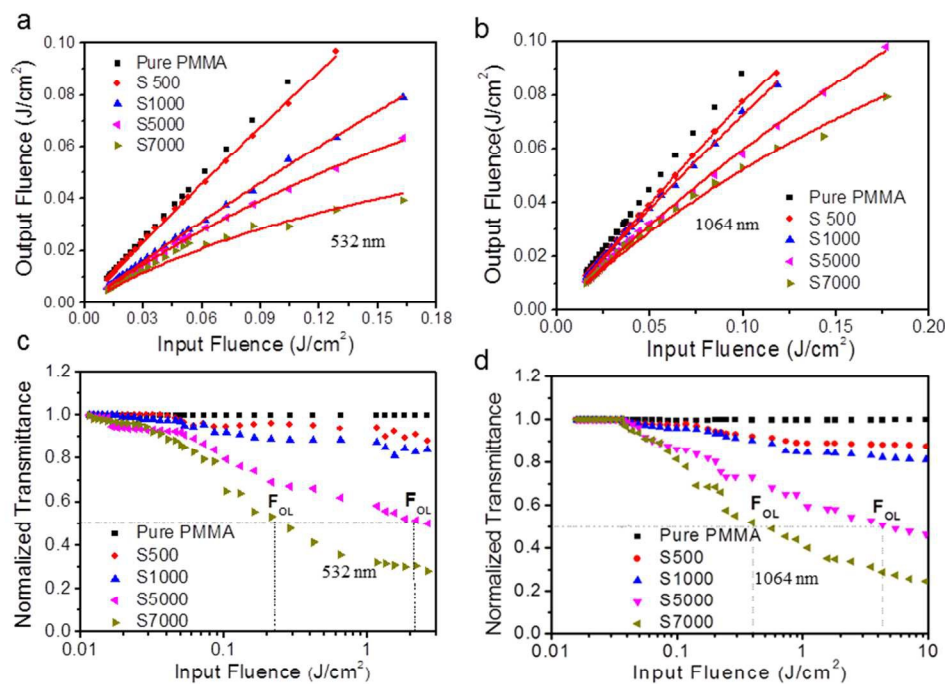 a
Output Fluence (J/cm²)
0.10
0.08
0.06
0.04
0.02
0.00
Pure PMMA
S 500
S1000
S5000
S7000
532 nm
0.00 0.03 0.06 0.09 0.12 0.15 0.18
Input Fluence (J/cm²)
b
Output Fluence(J/cm²)
0.10
0.08
0.06
0.04
0.02
0.00
Pure PMMA
S 500
S1000
S5000
S7000
1064 nm
0.00 0.05 0.10 0.15 0.20
Input Fluence (J/cm²)
c
Normalized Transmittance
1.2
1.0
0.8
0.6
0.4
0.2
0.0
F_OL F_OL
Pure PMMA
S500
S1000
S5000
S7000
532 nm
0.01 0.1 1
Input Fluence (J/cm²)
d
Normalized Transmittance
1.2
1.0
0.8
0.6
0.4
0.2
0.0
F_OL F_OL
Pure PMMA
S500
S1000
S5000
S7000
1064 nm
0.01 0.1 1 10
Input Fluence (J/cm²)